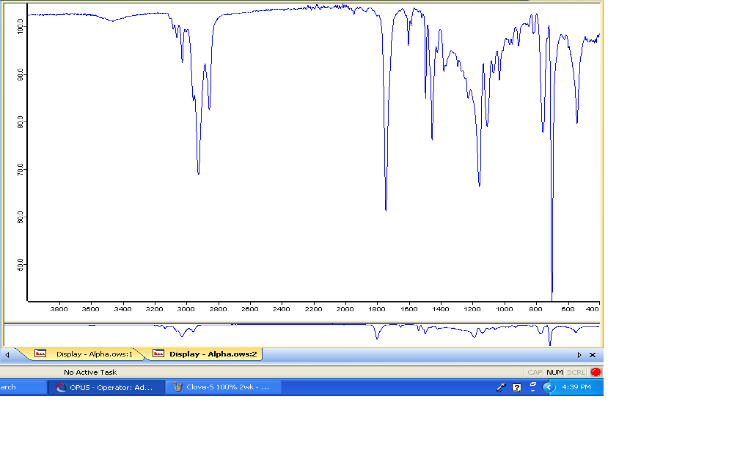 100.0
90.0
80.0
70.0
60.0
50.0
3800 3600 3400 3200 3000 2800 2600 2400 2200 2000 1800 1600 1400 1200 1000 800 600 400
Display - Alpha.ows:1 Display - Alpha.ows:2
No Active Task CAP NUM SCRL
arch OPUS - Operator: Ad... Clova-S 100% 2wk - ... 4:39 PM